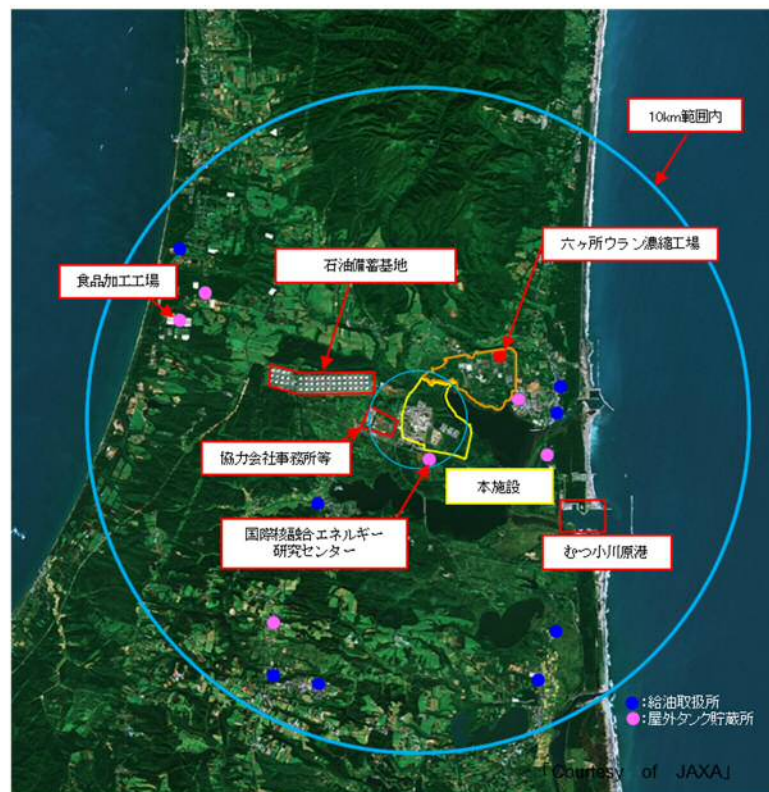 10km範囲内
六ヶ所ウラン濃縮工場
石油備蓄基地
食品加工工場
協力会社事務所等
本施設
国際核融合エネルギー
研究センター
むつ小川原港
:給油取扱所
:屋外タンク貯蔵所
「Courtesy of JAXA」